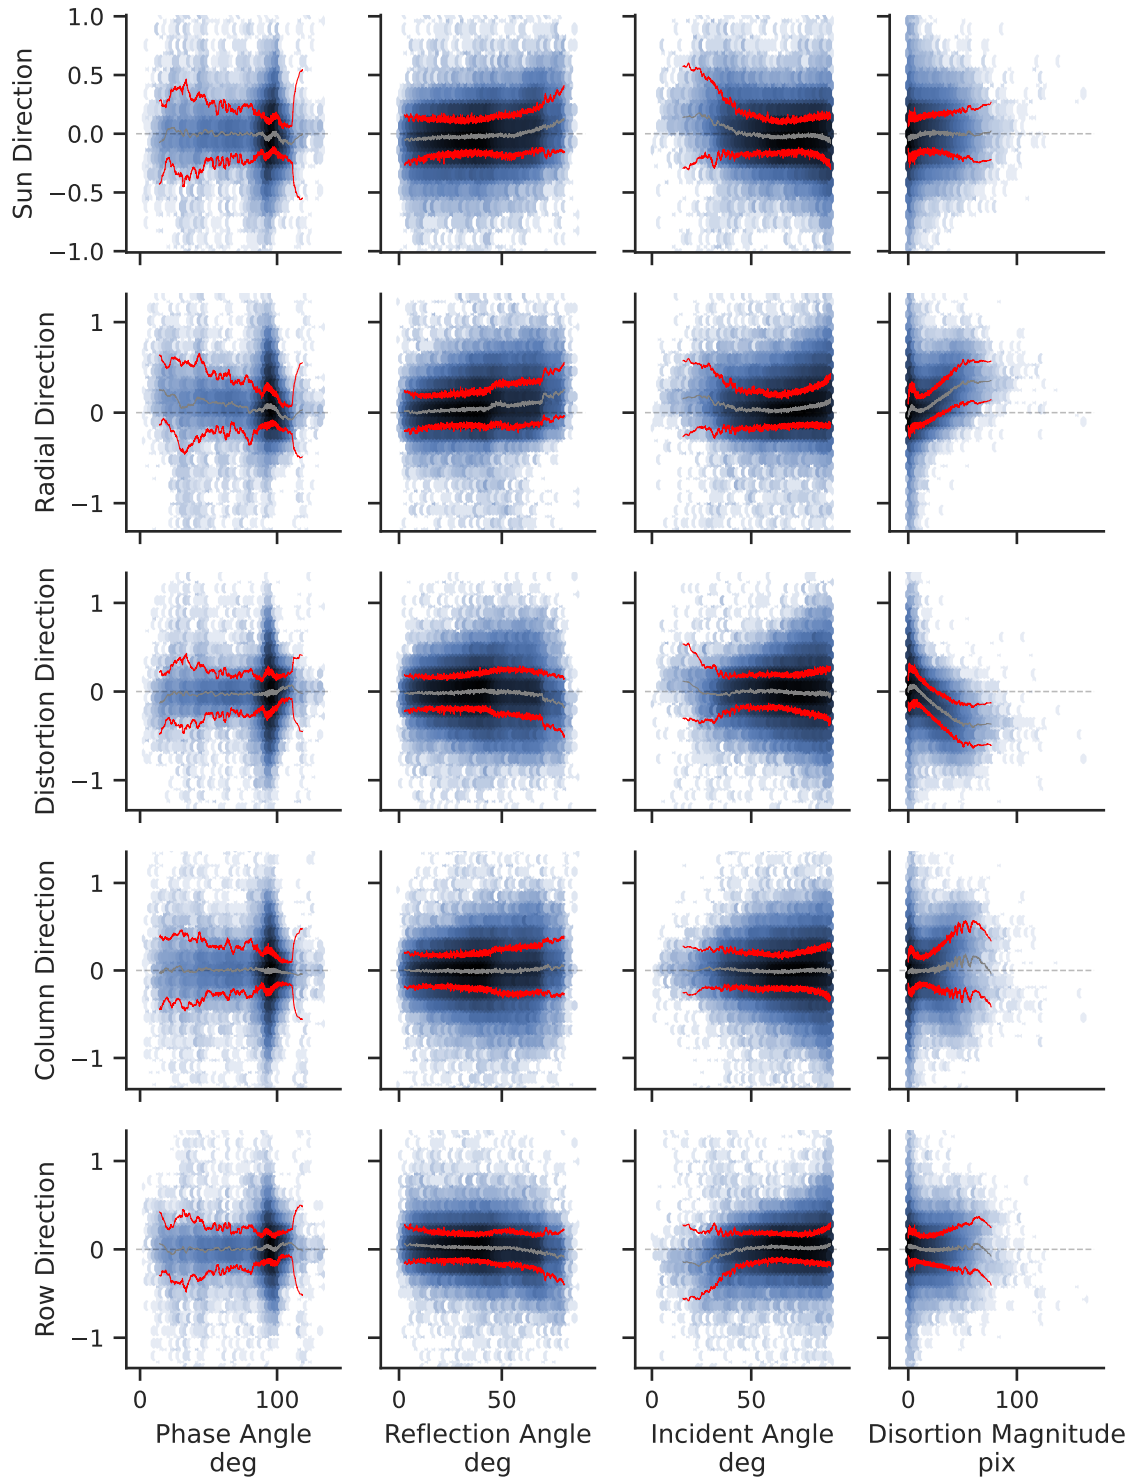 1.0
0.5
0.0
−0.5
−1.0
Sun Direction
1
0
−1
Radial Direction
1
0
−1
Distortion Direction
1
0
−1
Column Direction
1
0
−1
Row Direction
0 100 0 50 0 50 0 100
Phase Angle Reflection Angle Incident Angle Disortion Magnitude
deg deg deg pix